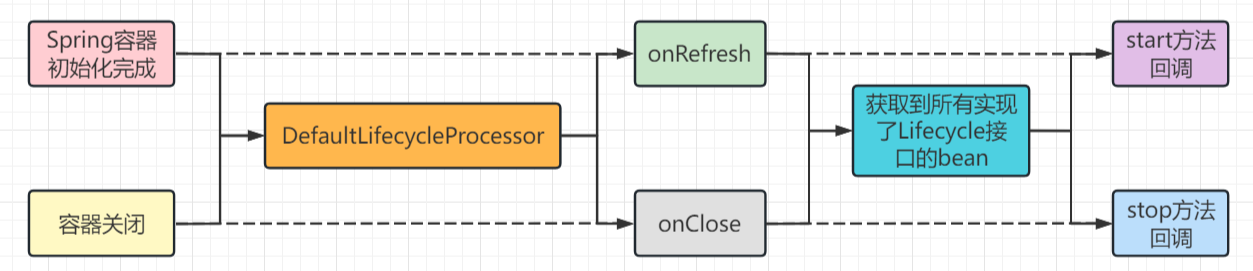 Spring容器
初始化完成
容器关闭
DefaultLifecycleProcessor
onRefresh
onClose
获取到所有实现
了Lifecycle接
口的bean
start方法
回调
stop方法
回调